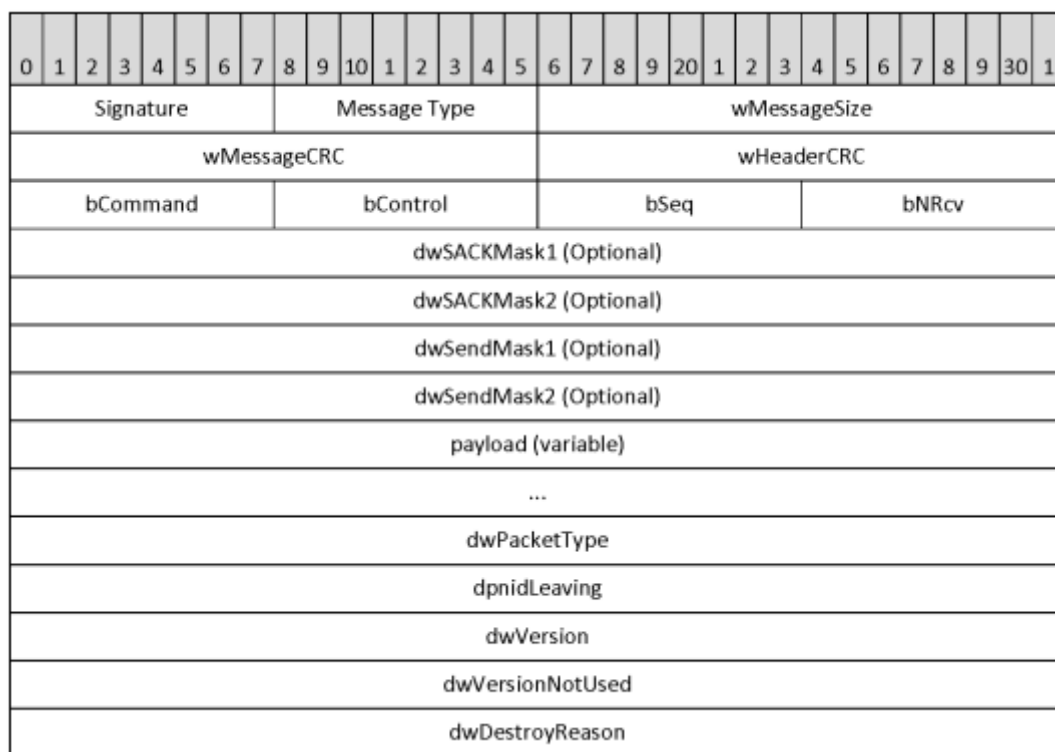 0 1 2 3 4 5 6 7 8 9 10 1 2 3 4 5 6 7 8 9 20 1 2 3 4 5 6 7 8 9 30 1
Signature Message Type wMessageSize
wMessageCRC wHeaderCRC
bCommand bControl bSeq bNRcv
dwSACKMask1 (Optional)
dwSACKMask2 (Optional)
dwSendMask1 (Optional)
dwSendMask2 (Optional)
payload (variable)
...
dwPacketType
dpnidLeaving
dwVersion
dwVersionNotUsed
dwDestroyReason